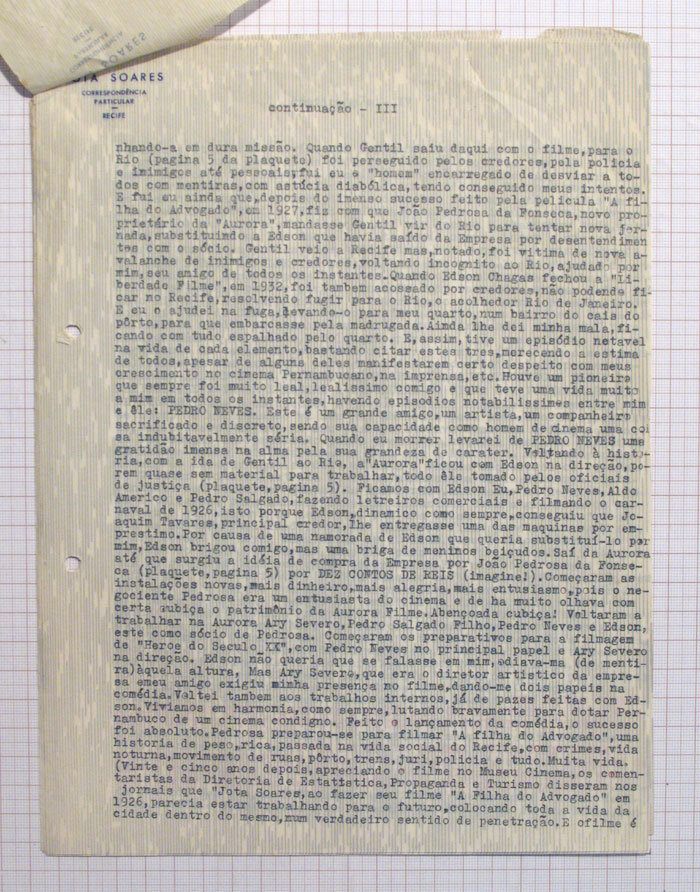 JOTA SOARES
CORRESPONDÊNCIA
PARTICULAR
RECIFE
continuação - III
nhando-a em dura missão. Quando Gentil saiu daqui com o filme,para o
Rio (pagina 5 da plaquete) foi perseguido pelos credores,pela policia
e imimigos até pessoais,fui eu o "homem" encarregado de desviar a to-
dos com mentiras,com astúcia diabólica,tendo conseguido meus intentos.
E fui eu ainda que,depois do imenso sucesso feito pela pelicula "A fi-
lha do Advogado",em 1927,fiz com que João Pedrosa da Fonseca,novo pro-
prietário da "Aurora",mandasse Gentil vir do Rio para tentar nova jor-
nada,substituindo a Edson que havia saído da Empresa por desentendimen
tos com o sócio. Gentil veio a Recife mas,notado,foi vitima de nova a-
valanche de inimigos e credores,voltando incognito ao Rio,ajudado por
mim,seu amigo de todos os instantes.Quando Edson Chagas fechou a "Li-
berdade Filme",em 1932,foi tambem acossado por credores,não podendo fi
car no Recife,resolvendo fugir para o Rio,o acolhedor Rio de Janeiro.
E eu o ajudei na fuga,levando-o para meu quarto,num bairro do cais do
pôrto,para que embarcasse pela madrugada.Ainda lhe dei minha mala,fi-
cando com tudo espalhado pelo quarto. E,assim,tive um episódio notavel
na vida de cada elemento,bastando citar estes tres,merecendo a estima
de todos,apesar de alguns deles manifestarem certo despeito com meus
crescimento no cinema Pernambucano,na imprensa,etc.Houve um pioneiro
que sempre foi muito leal,lealissimo comigo e que teve uma vida muito
a mim em todos os instantes,havendo episodios notabilissimos entre mim
e êle: PEDRO NEVES. Este é um grande amigo,um artista,um companheiro
sacrificado e discreto,sendo sua capacidade como homem de cinema uma coi
sa indubitavelmente séria. Quando eu morrer levarei de PEDRO NEVES uma
gratidão imensa na alma pela sua grandeza de carater. Voltando à histo-
ria,com a ida de Gentil ao Rio, a"Aurora"ficou com Edson na direção,po-
rem quase sem material para trabalhar,todo êle tomado pelos oficiais
de justiça (plaquete,pagina 5). Ficamos com Edson Eu,Pedro Neves,Aldo
Americo e Pedro Salgado,fazendo letreiros comerciais e filmando o car-
naval de 1926,isto porque Edson,dinamico como sempre,conseguiu que Jo-
aquim Tavares,principal credor,lhe entregasse uma das maquinas por em-
prestimo.Por causa de uma namorada de Edson que queria substituí-lo por
mim,Edson brigou comigo,mas uma briga de meninos beiçudos.Saí da Aurora
até que surgiu a idéia de compra da Empresa por João Pedrosa da Fonse-
ca (plaquete,pagina 5) por DEZ CONTOS DE REIS (imagine!).Começaram as
instalações novas,mais dinheiro,mais alegria,mais entusiasmo,pois o ne-
gociente Pedrosa era um entusiasta do cinema e de ha muito olhava com
certa cubiça o patrimônio da Aurora Filme.Abençoada cubiça! Voltaram a
trabalhar na Aurora Ary Severo,Pedro Salgado Filho,Pedro Neves e Edson,
este como sócio de Pedrosa. Começaram os preparativos para a filmagem
de "Heroe do Seculo XX",com Pedro Neves no principal papel e Ary Severo
na direção. Edson não queria que se falasse em mim,odiava-ma (de menti-
ra)àquela altura, Mas Ary Severo,que era o diretor artistico da empre-
sa emeu amigo exigiu minha presença no filme,dando-me dois papeis na
comédia.Voltei tambem aos trabalhos internos,já de pazes feitas com Ed-
son.Viviamos em harmonia,como sempre,lutando bravamente para dotar Per-
nambuco de um cinema condigno. Feito o lançamento da comédia,o sucesso
foi absoluto.Pedrosa preparou-se para filmar "A filha do Advogado",uma
historia de peso,rica,passada na vida social do Recife,com crimes,vida
noturna,movimento de ruas,pôrto,trens,juri,policia e tudo.Muita vida.
(Vinte e cinco anos depois,apreciando o filme no Museu Cinema,os comen-
taristas da Diretoria de Estatistica,Propaganda e Turismo disseram nos
jornais que "Jota Soares,ao fazer seu filme "A Filha do Advogado" em
1926,parecia estar trabalhando para o futuro,colocando toda a vida da
cidade dentro do mesmo,num verdadeiro sentido de penetração.E ofilme é